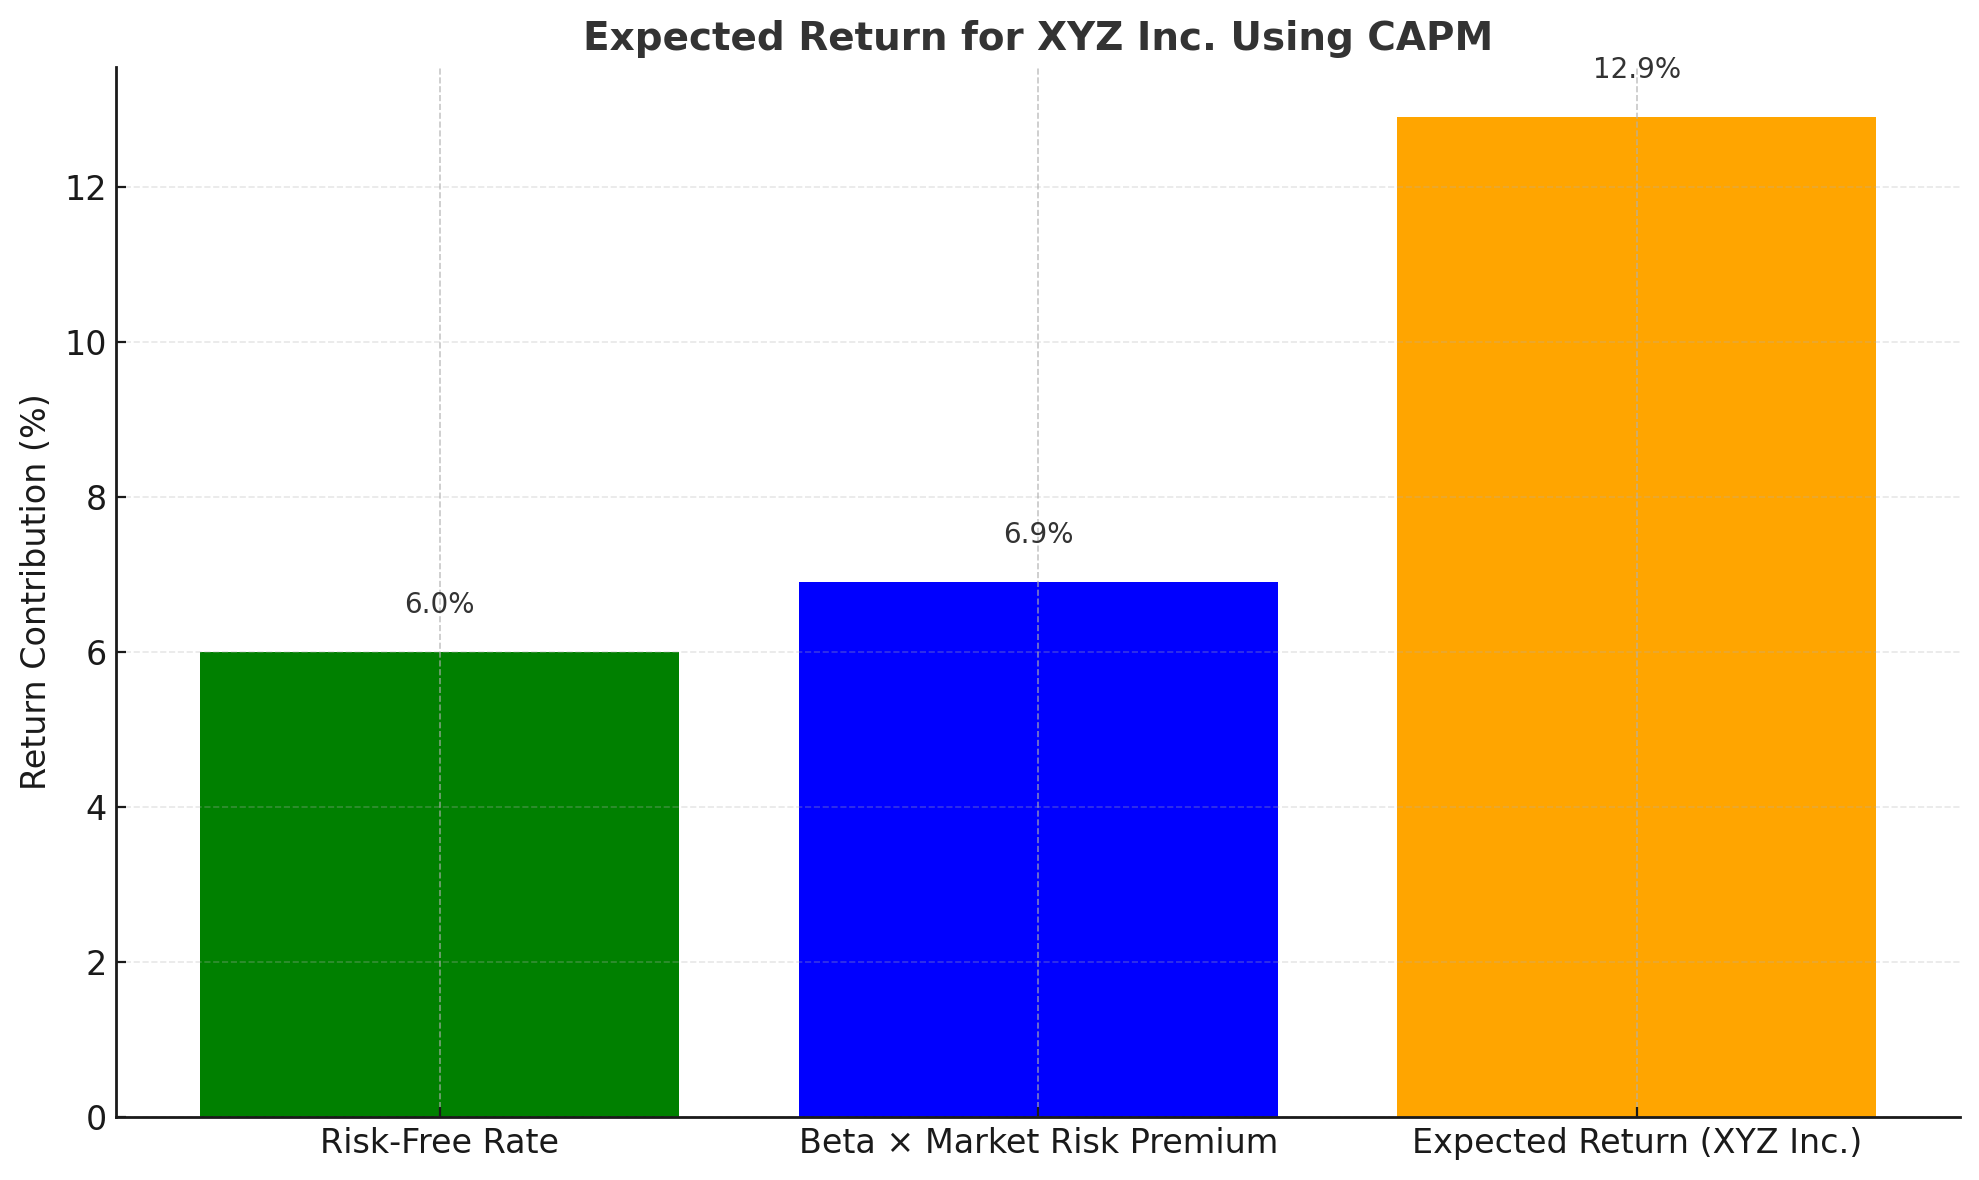 Expected Return for XYZ Inc. Using CAPM
12.9%
6.9%
6.0%
Return Contribution (%)
12
10
8
6
4
2
0
Risk-Free Rate
Beta × Market Risk Premium
Expected Return (XYZ Inc.)